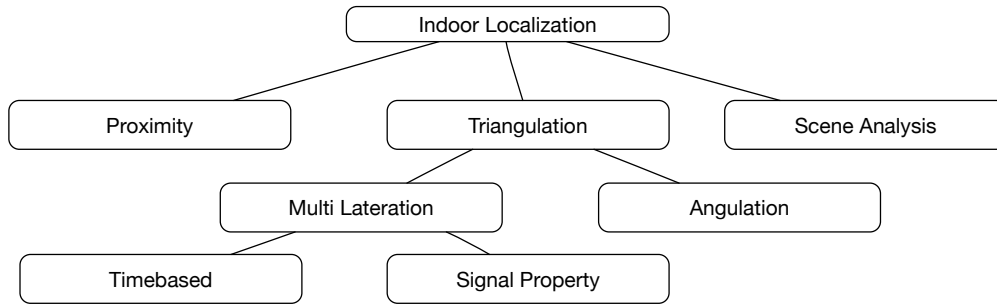 Indoor Localization
Proximity
Triangulation
Scene Analysis
Multi Lateration
Angulation
Timebased
Signal Property